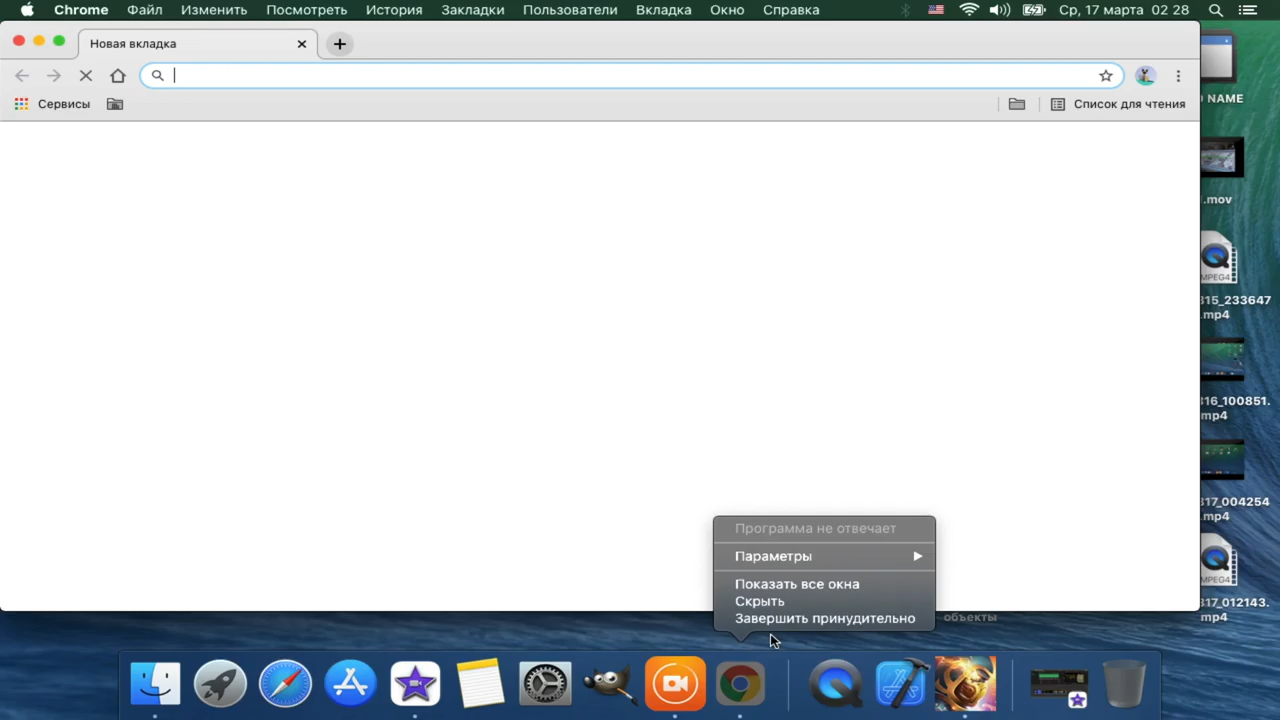 Chrome Файл Изменить Посмотреть История Закладки Пользователи Вкладка Окно Справка Ср, 17 марта 02 28
Новая вкладка
Сервисы Список для чтения
NAME
.mov
MPEG4
315_233647
.mp4
316_100851.
mp4
317_004254
.mp4
MPEG4
317_012143.
mp4
объекты
Программа не отвечает
Параметры
Показать все окна
Скрыть
Завершить принудительно